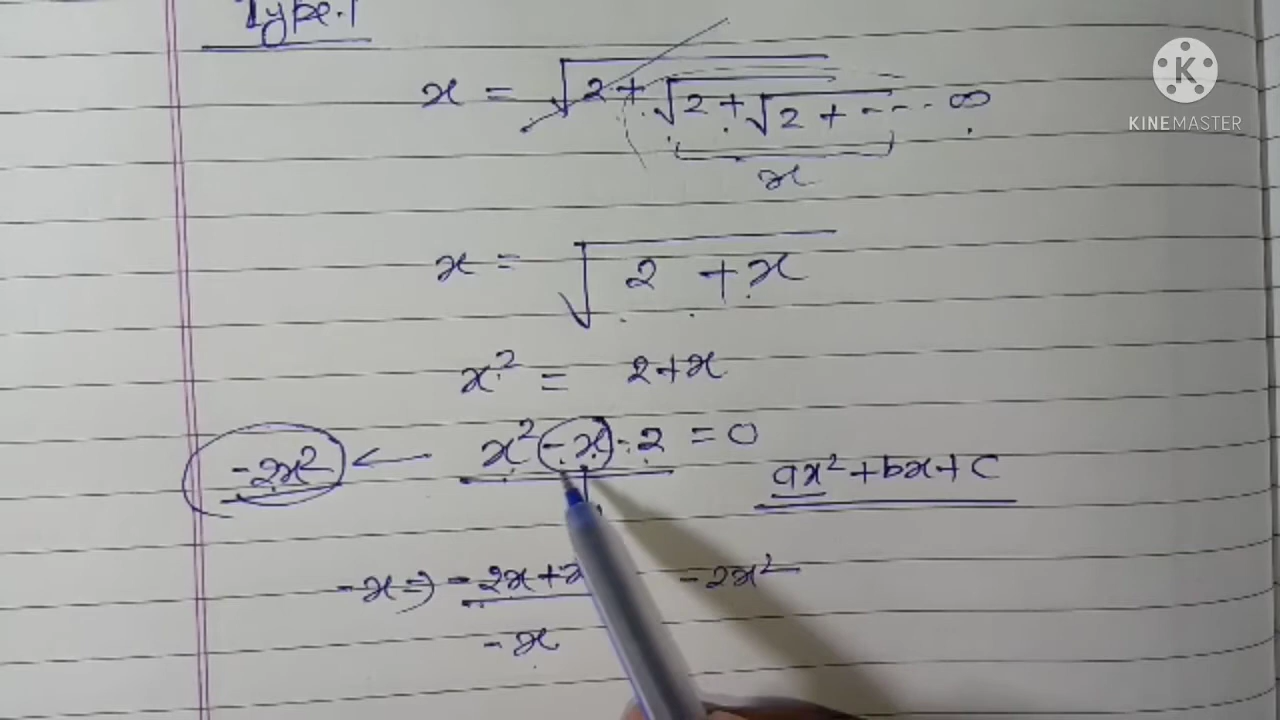 Type.1
x = √2 + √2 + √2 + --- ∞
KINEMASTER
x
x = √2 + x
x² = 2+x
x² - x - 2 = 0
-2x² ←
ax² + bx + c
-x ⇒ -2x + x
-2x²
-x